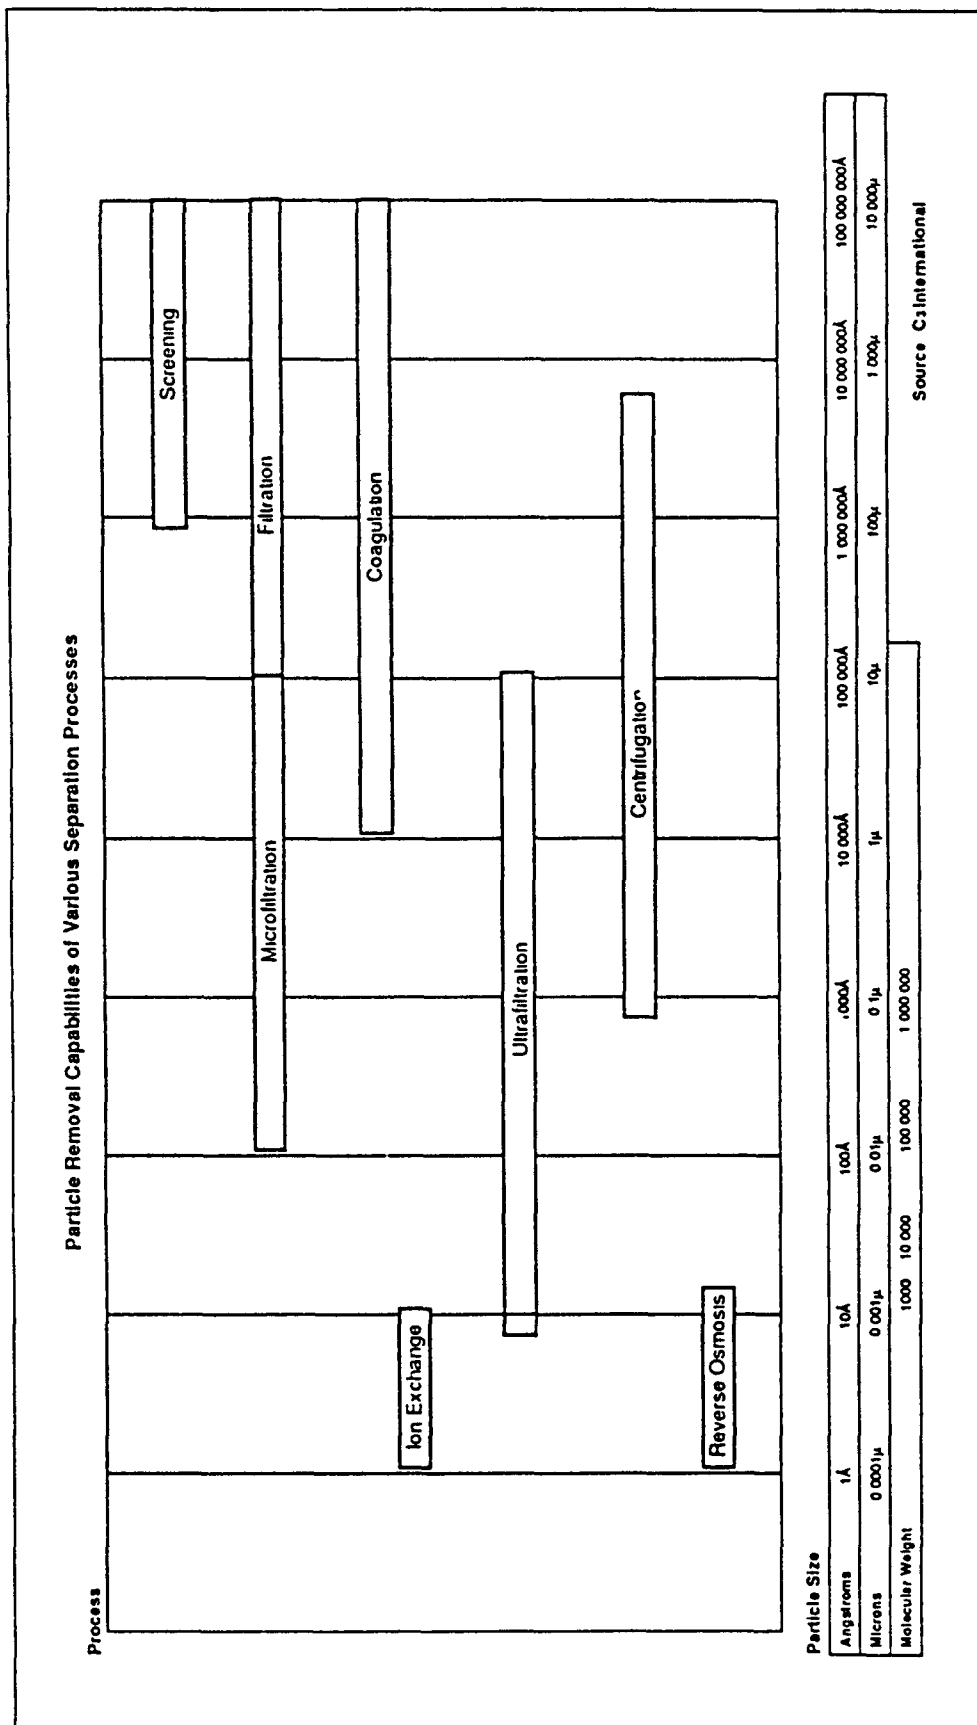 Particle Removal Capabilities of Various Separation Processes
Process
Screening
Microfiltration
Filtration
Coagulation
Ion Exchange
Ultrafiltration
Centrifugation
Reverse Osmosis
Particle Size
Angstroms 1Å 10Å 100Å 000Å 10 000Å 100 000Å 1 000 000Å 10 000 000Å 100 000 000Å
Microns 0 0001µ 0 001µ 0 01µ 0 1µ 1µ 10µ 100µ 1 000µ 10 000µ
Molecular Weight 1000 10 000 100 000 1 000 000
Source C3International